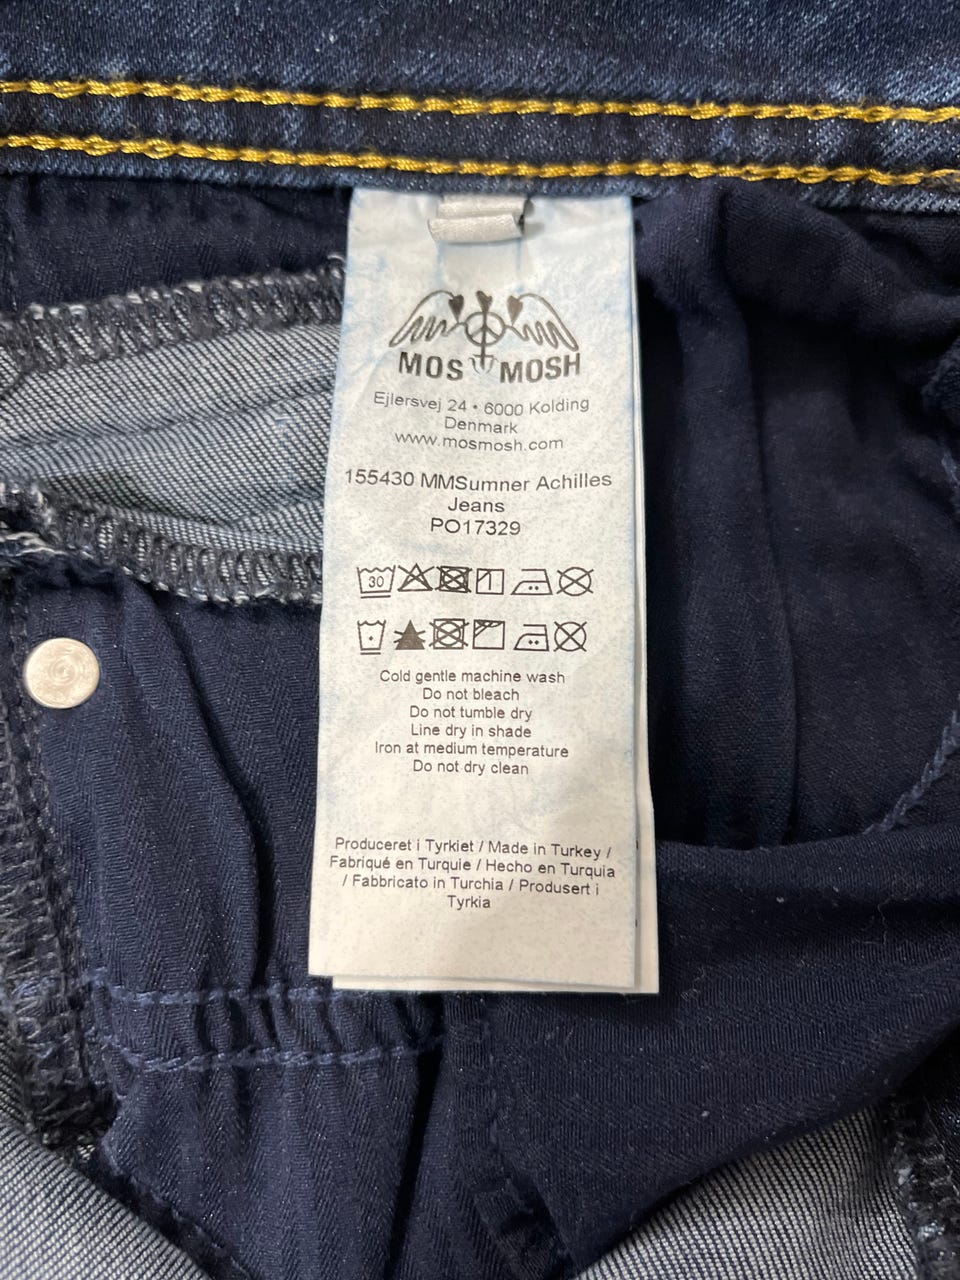 MOS MOSH
Ejlersvej 24 • 6000 Kolding
Denmark
www.mosmosh.com
155430 MMSumner Achilles
Jeans
PO17329
30
Cold gentle machine wash
Do not bleach
Do not tumble dry
Line dry in shade
Iron at medium temperature
Do not dry clean
Produceret i Tyrkiet / Made in Turkey /
Fabriqué en Turquie / Hecho en Turquia
/ Fabbricato in Turchia / Produsert i
Tyrkia